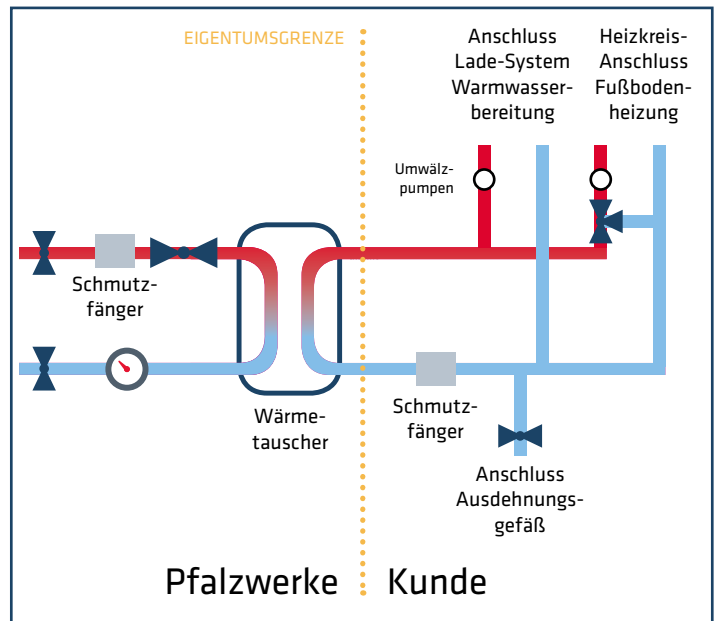 EIGENTUMSGRENZE
Anschluss
Lade-System
Warmwasser-
bereitung
Heizkreis-
Anschluss
Fußboden-
heizung
Umwälz-
pumpen
Schmutz-
fänger
Wärme-
tauscher
Schmutz-
fänger
Anschluss
Ausdehnungs-
gefäß
Pfalzwerke
Kunde